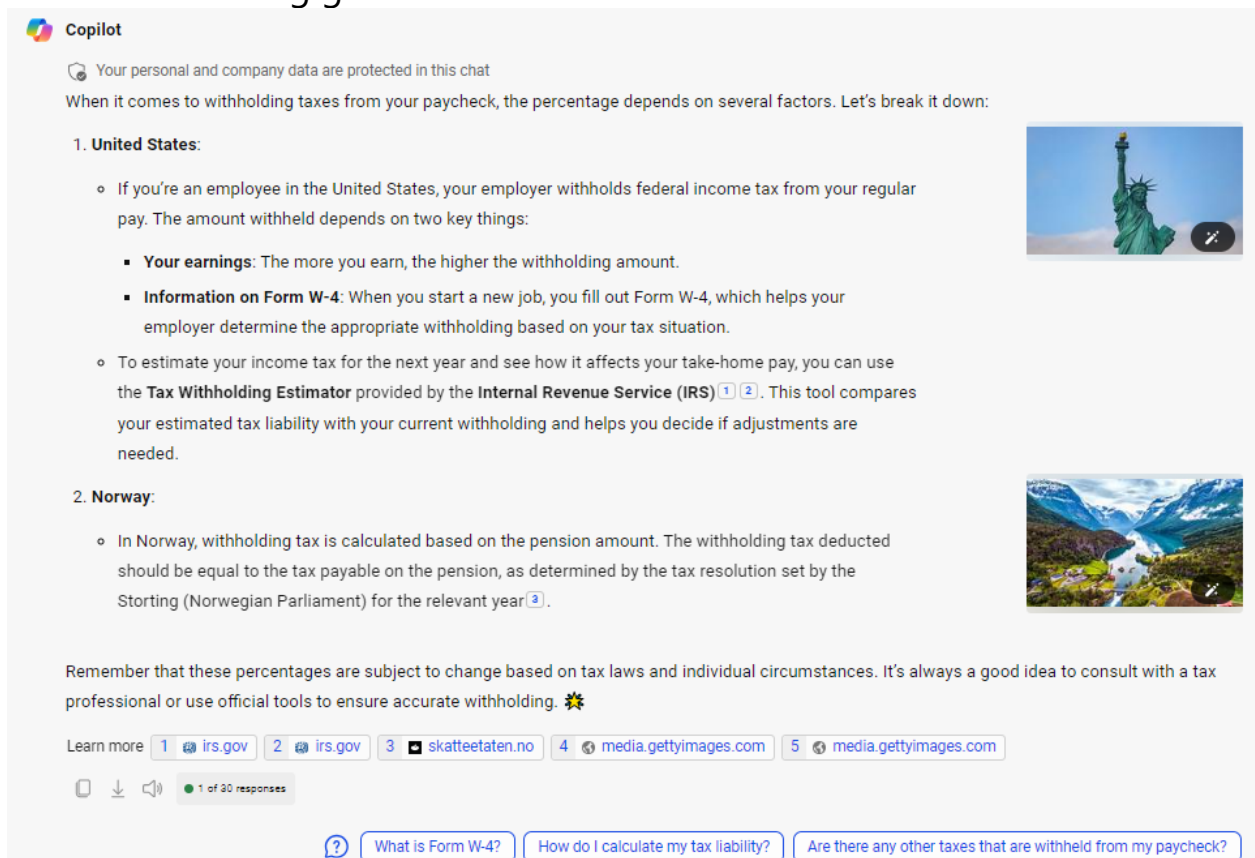 Copilot
Your personal and company data are protected in this chat
When it comes to withholding taxes from your paycheck, the percentage depends on several factors. Let's break it down:
1. United States:
If you're an employee in the United States, your employer withholds federal income tax from your regular
pay. The amount withheld depends on two key things:
Your earnings: The more you earn, the higher the withholding amount.
Information on Form W-4: When you start a new job, you fill out Form W-4, which helps your
employer determine the appropriate withholding based on your tax situation.
To estimate your income tax for the next year and see how it affects your take-home pay, you can use
the Tax Withholding Estimator provided by the Internal Revenue Service (IRS) 1 2 . This tool compares
your estimated tax liability with your current withholding and helps you decide if adjustments are
needed.
2. Norway:
In Norway, withholding tax is calculated based on the pension amount. The withholding tax deducted
should be equal to the tax payable on the pension, as determined by the tax resolution set by the
Storting (Norwegian Parliament) for the relevant year 3 .
Remember that these percentages are subject to change based on tax laws and individual circumstances. It's always a good idea to consult with a tax
professional or use official tools to ensure accurate withholding.
Learn more 1 irs.gov 2 irs.gov 3 skatteetaten.no 4 media.gettyimages.com 5 media.gettyimages.com
1 of 30 responses
What is Form W-4? How do I calculate my tax liability? Are there any other taxes that are withheld from my paycheck?